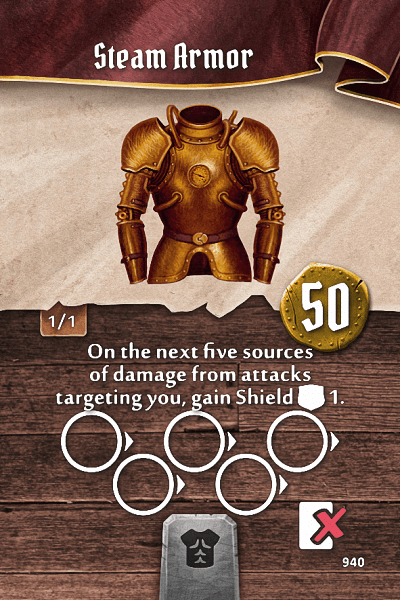 Steam Armor
1/1
50
On the next five sources
of damage from attacks
targeting you, gain Shield 1.
940